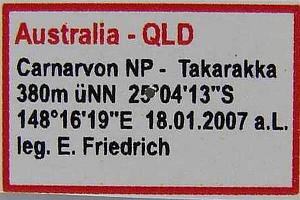 Australia - QLD
Carnarvon NP - Takarakka
380m üNN 25°04'13"S
148°16'19"E 18.01.2007 a.L.
leg. E. Friedrich